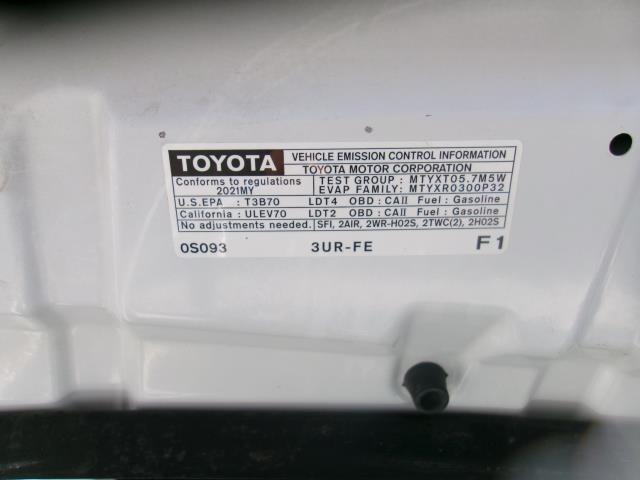 TOYOTA VEHICLE EMISSION CONTROL INFORMATION
TOYOTA MOTOR CORPORATION
Conforms to regulations
2021MY
TEST GROUP : MTYXT05.7M5W
EVAP FAMILY: MTYXR0300P32
U.S.EPA : T3B70 LDT4 OBD : CAII Fuel : Gasoline
California : ULEV70 LDT2 OBD : CAII Fuel : Gasoline
No adjustments needed. SFI, 2AIR, 2WR-HO2S, 2TWC(2), 2HO2S
0S093 3UR-FE F1